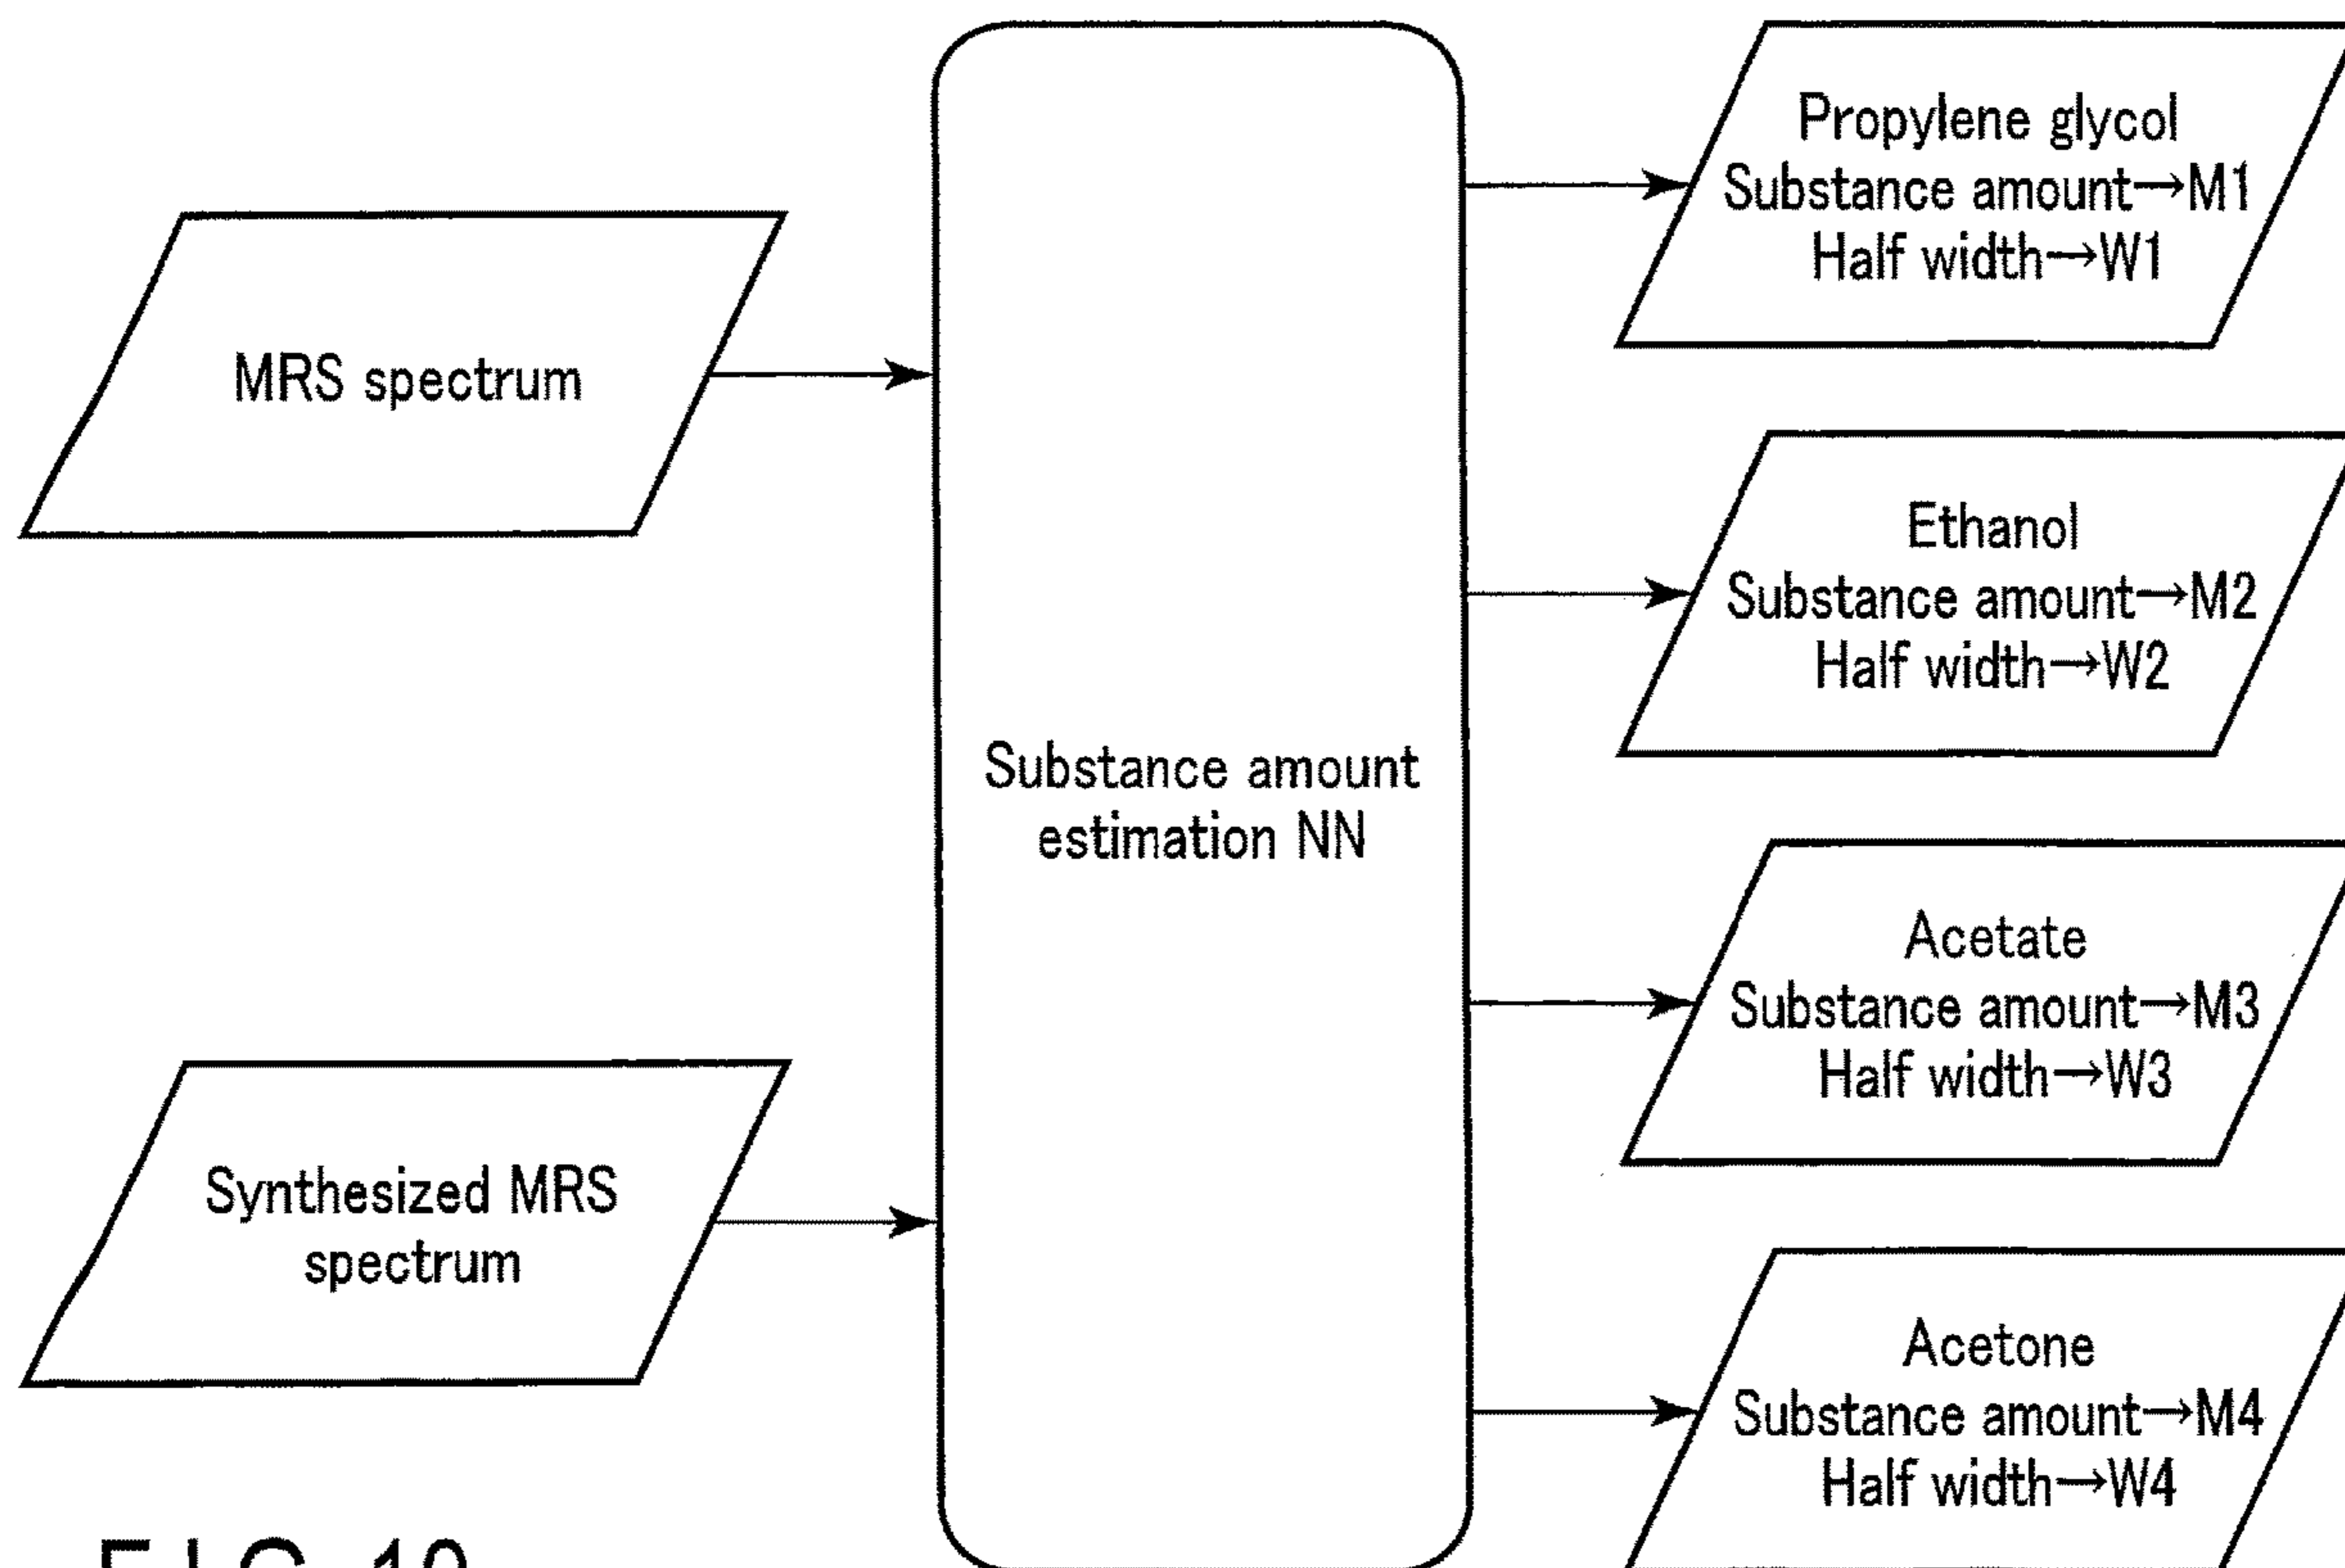 MRS spectrum
Synthesized MRS
spectrum
Substance amount
estimation NN
Propylene glycol
Substance amount→M1
Half width→W1
Ethanol
Substance amount→M2
Half width→W2
Acetate
Substance amount→M3
Half width→W3
Acetone
Substance amount→M4
Half width→W4
FIG.